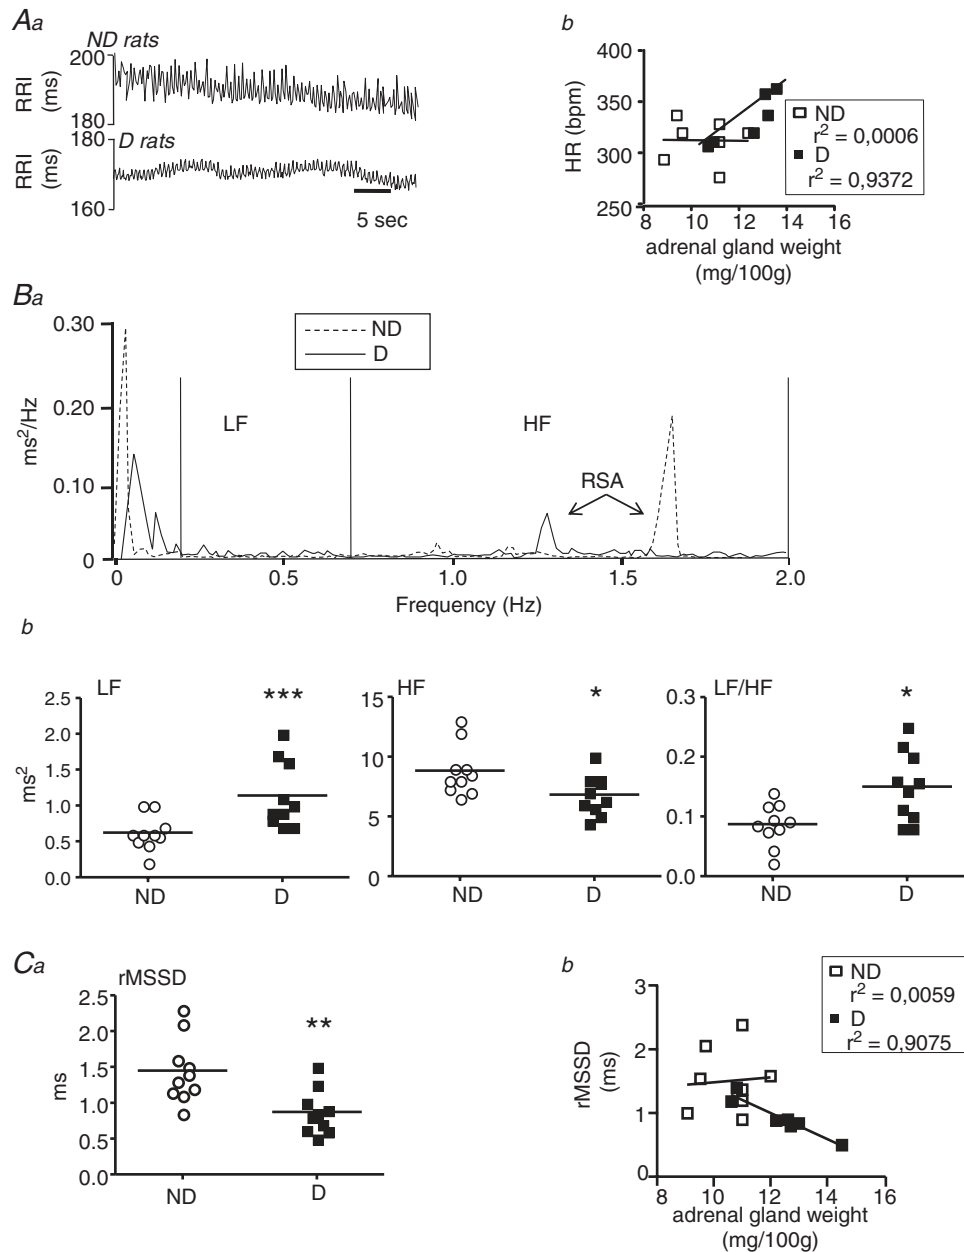 Aa
ND rats
200
RRI
(ms)
180
D rats
180
RRI
(ms)
160
5 sec
b
400
350
300
250
HR (bpm)
8 10 12 14 16
adrenal gland weight
(mg/100g)
ND
r² = 0,0006
D
r² = 0,9372
Ba
0.30
0.20
0.10
0
ms²/Hz
ND
D
LF
HF
RSA
0 0.5 1.0 1.5 2.0
Frequency (Hz)
b
LF
***
2.5
2.0
1.5
1.0
0.5
0.0
ms²
ND D
HF
*
15
10
5
0
ND D
LF/HF
*
0.3
0.2
0.1
0.0
ND D
Ca
rMSSD
**
2.5
2.0
1.5
1.0
0.5
0.0
ms
ND D
b
ND
r² = 0,0059
D
r² = 0,9075
3
2
1
0
rMSSD
(ms)
8 10 12 14 16
adrenal gland weight
(mg/100g)